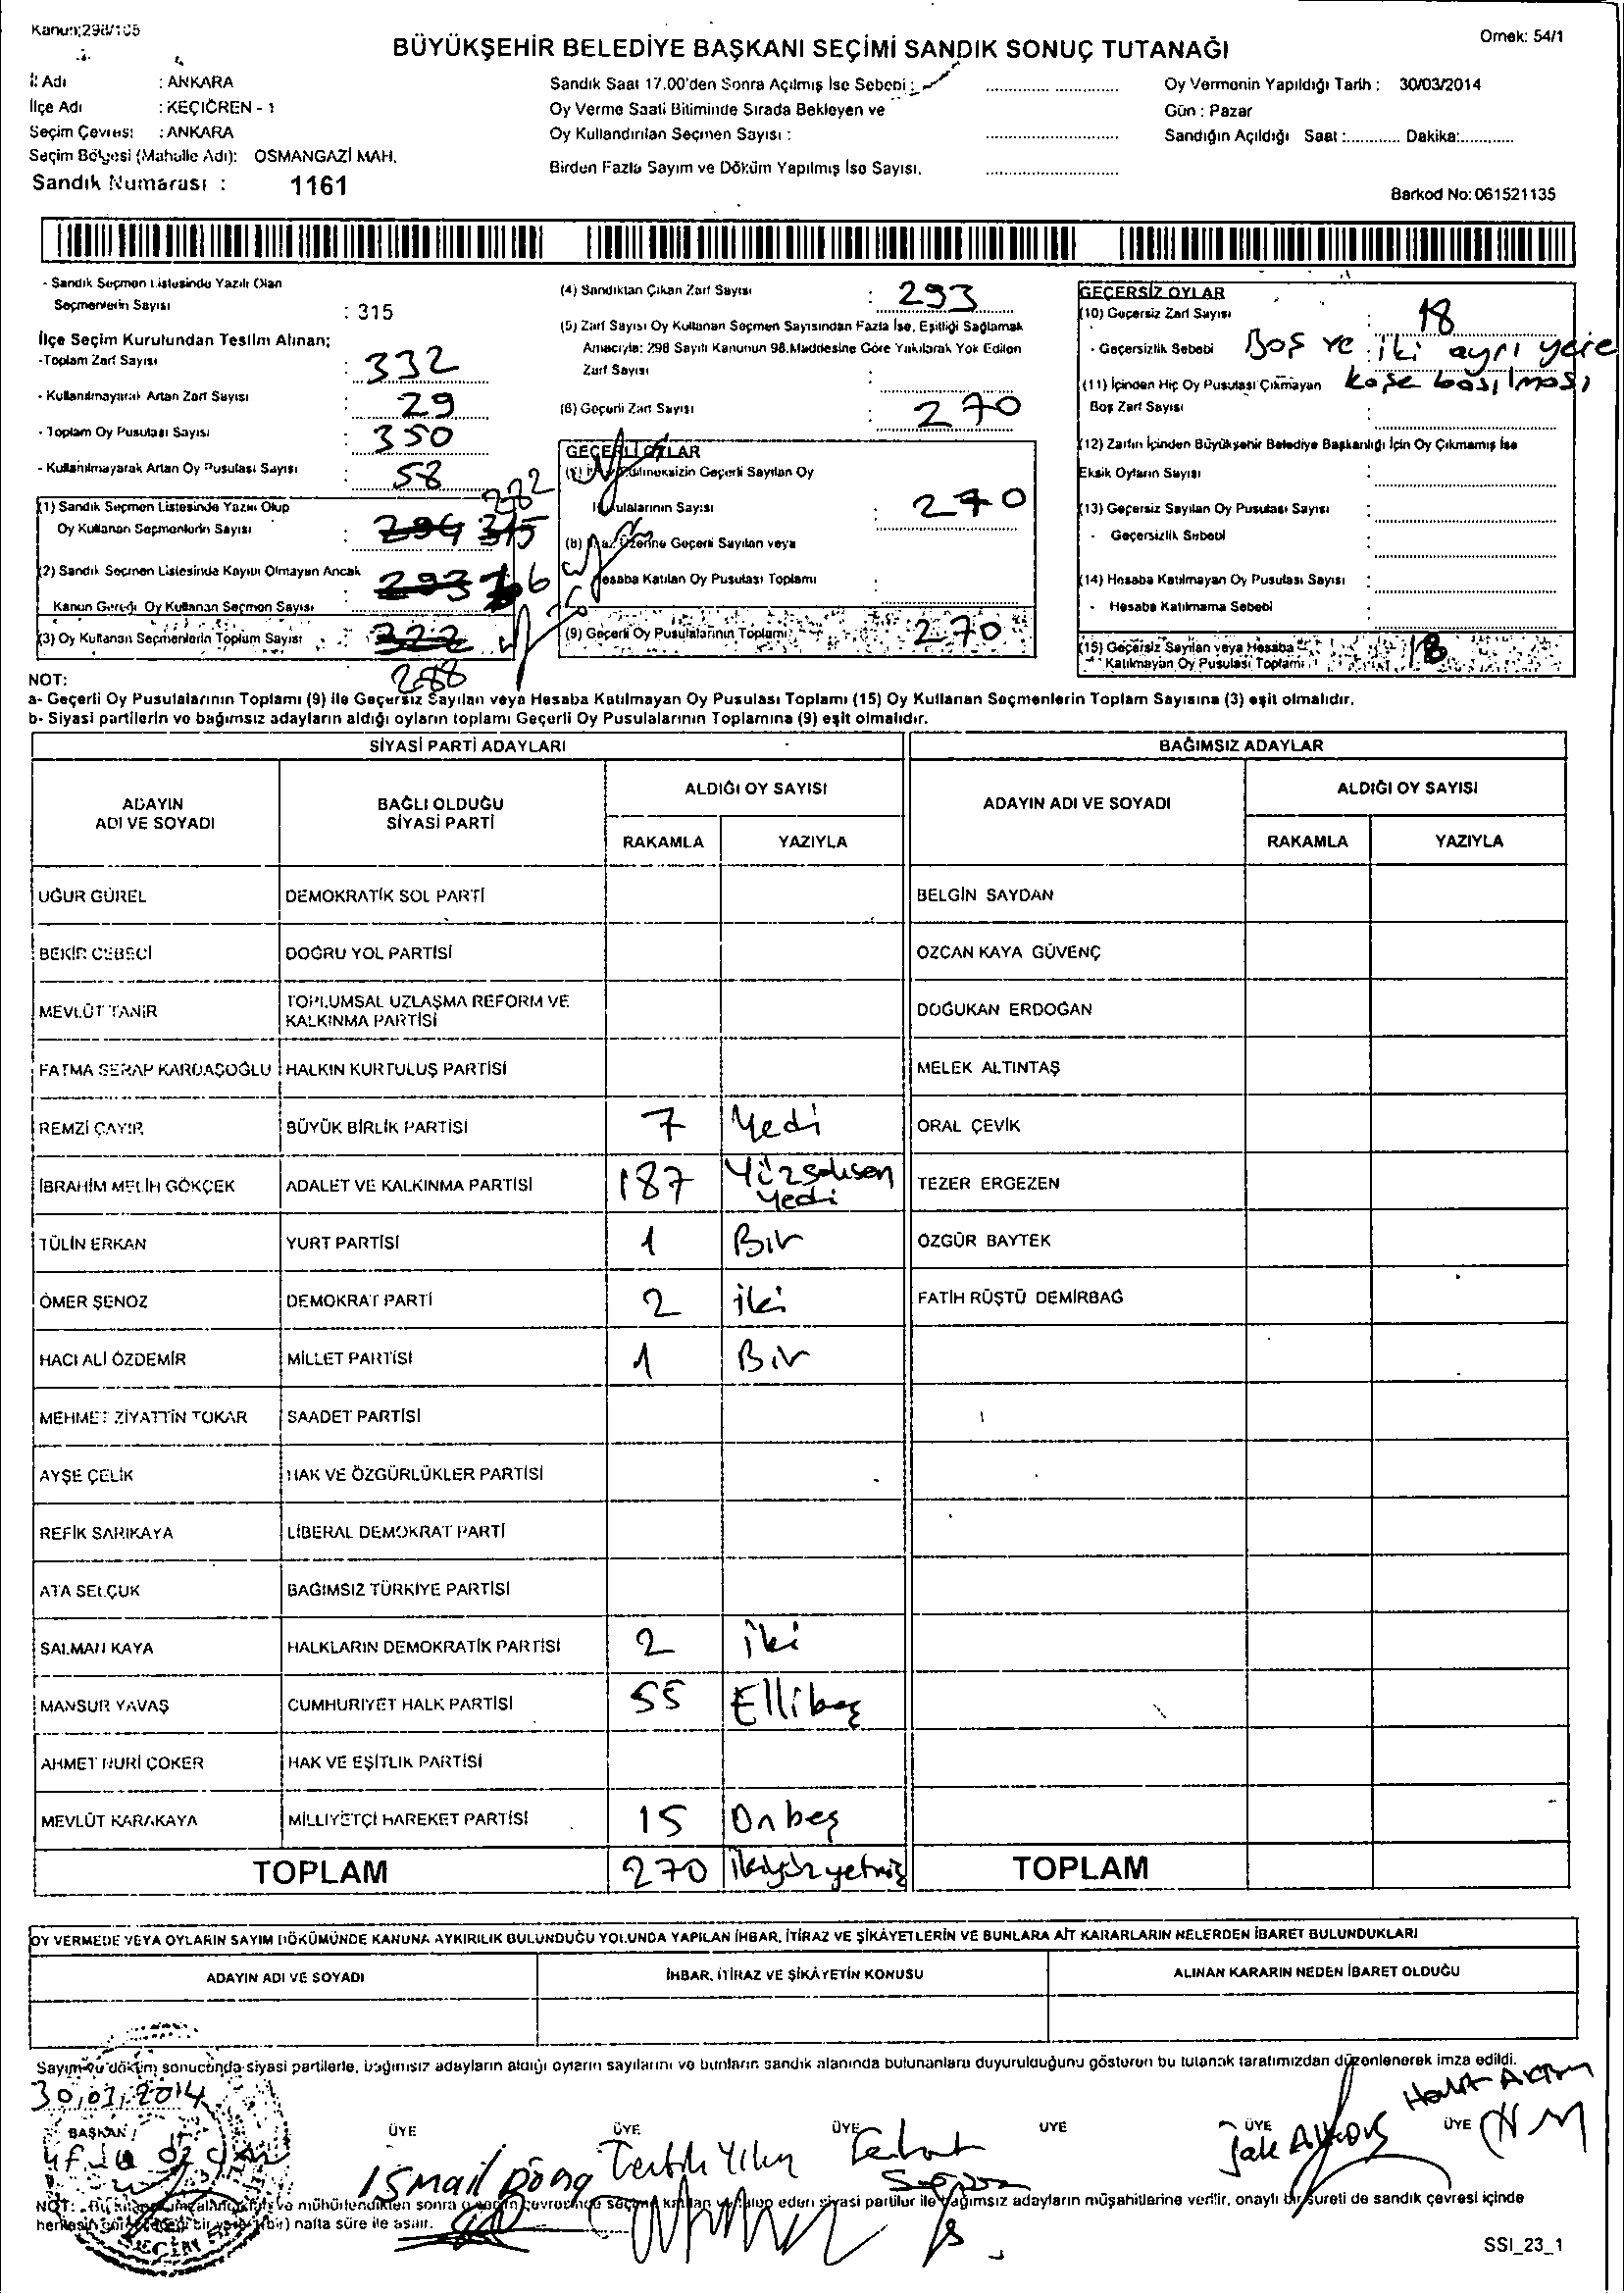 Kanun:298/105
Örnek: 54/1
BÜYÜKŞEHİR BELEDİYE BAŞKANI SEÇİMİ SANDIK SONUÇ TUTANAĞI
İl Adı : ANKARA
İlçe Adı : KEÇİÖREN - 1
Seçim Çevresi : ANKARA
Seçim Bölgesi (Mahalle Adı): OSMANGAZİ MAH.
Sandık Numarası : 1161
Sandık Saat 17.00'den Sonra Açılmış İse Sebebi :
Oy Verme Saati Bitiminde Sırada Bekleyen ve
Oy Kullandırılan Seçmen Sayısı :
Birden Fazla Sayım ve Döküm Yapılmış İse Sayısı.
Oy Vermenin Yapıldığı Tarih : 30/03/2014
Gün : Pazar
Sandığın Açıldığı Saat :............. Dakika:.............
Barkod No: 061521135
- Sandık Seçmen Listesinde Yazılı Olan
Seçmenlerin Sayısı : 315
İlçe Seçim Kurulundan Teslim Alınan;
-Toplam Zarf Sayısı : 332
- Kullanılmayarak Artan Zarf Sayısı : 29
- Toplam Oy Pusulası Sayısı : 350
- Kullanılmayarak Artan Oy Pusulası Sayısı : 58
282
(1) Sandık Seçmen Listesinde Yazılı Olup
Oy Kullanan Seçmenlerin Sayısı : 294 315
(2) Sandık Seçmen Listesinde Kaydı Olmayan Ancak
Kanun Gereği Oy Kullanan Seçmen Sayısı : 293 6
(3) Oy Kullanan Seçmenlerin Toplam Sayısı : 322
288
(4) Sandıktan Çıkan Zarf Sayısı : 293
(5) Zarf Sayısı Oy Kullanan Seçmen Sayısından Fazla İse, Eşitliği Sağlamak
Amacıyla: 298 Sayılı Kanunun 98.Maddesine Göre Yakılarak Yok Edilen
Zarf Sayısı :
(6) Geçerli Zarf Sayısı : 270
GEÇERLİ OYLAR
(7) İtiraz Edilmeksizin Geçerli Sayılan Oy
Pusulalarının Sayısı : 270
(8) İtiraz Üzerine Geçerli Sayılan veya
Hesaba Katılan Oy Pusulası Toplamı :
(9) Geçerli Oy Pusulalarının Toplamı : 270
GEÇERSİZ OYLAR
(10) Geçersiz Zarf Sayısı : 18
- Geçersizlik Sebebi Boş ve iki ayrı yere
kaşe basılması
(11) İçinden Hiç Oy Pusulası Çıkmayan
Boş Zarf Sayısı :
(12) Zarfın İçinden Büyükşehir Belediye Başkanlığı İçin Oy Çıkmamış İse
Eksik Oyların Sayısı :
(13) Geçersiz Sayılan Oy Pusulası Sayısı :
- Geçersizlik Sebebi :
(14) Hesaba Katılmayan Oy Pusulası Sayısı :
- Hesaba Katılmama Sebebi :
(15) Geçersiz Sayılan veya Hesaba
Katılmayan Oy Pusulası Toplamı : 18
NOT:
a- Geçerli Oy Pusulalarının Toplamı (9) ile Geçersiz Sayılan veya Hesaba Katılmayan Oy Pusulası Toplamı (15) Oy Kullanan Seçmenlerin Toplam Sayısına (3) eşit olmalıdır.
b- Siyasi partilerin ve bağımsız adayların aldığı oyların toplamı Geçerli Oy Pusulalarının Toplamına (9) eşit olmalıdır.
SİYASİ PARTİ ADAYLARI BAĞIMSIZ ADAYLAR
ADAYIN ADI VE SOYADI BAĞLI OLDUĞU SİYASİ PARTİ ALDIĞI OY SAYISI ADAYIN ADI VE SOYADI ALDIĞI OY SAYISI
RAKAMLA YAZIYLA RAKAMLA YAZIYLA
UĞUR GÜREL DEMOKRATİK SOL PARTİ BELGİN SAYDAN
BEKİR CEBECİ DOĞRU YOL PARTİSİ ÖZCAN KAYA GÜVENÇ
MEVLÜT TANIR TOPLUMSAL UZLAŞMA REFORM VE KALKINMA PARTİSİ DOĞUKAN ERDOĞAN
FATMA SERAP KARDAŞOĞLU HALKIN KURTULUŞ PARTİSİ MELEK ALTINTAŞ
REMZİ ÇAYIR BÜYÜK BİRLİK PARTİSİ 7 Yedi ORAL ÇEVİK
İBRAHİM MELİH GÖKÇEK ADALET VE KALKINMA PARTİSİ 187 Yüzseksen Yedi TEZER ERGEZEN
TÜLİN ERKAN YURT PARTİSİ 1 Bir ÖZGÜR BAYTEK
ÖMER ŞENÖZ DEMOKRAT PARTİ 2 iki FATİH RÜŞTÜ DEMİRBAĞ
HACI ALİ ÖZDEMİR MİLLET PARTİSİ 1 Bir
MEHMET ZİYATTİN TOKAR SAADET PARTİSİ
AYŞE ÇELİK HAK VE ÖZGÜRLÜKLER PARTİSİ
REFİK SARIKAYA LİBERAL DEMOKRAT PARTİ
ATA SELÇUK BAĞIMSIZ TÜRKİYE PARTİSİ
SALMAN KAYA HALKLARIN DEMOKRATİK PARTİSİ 2 iki
MANSUR YAVAŞ CUMHURİYET HALK PARTİSİ 55 Ellibeş
AHMET NURİ ÇOKER HAK VE EŞİTLİK PARTİSİ
MEVLÜT KARAKAYA MİLLİYETÇİ HAREKET PARTİSİ 15 Onbeş
TOPLAM 270 ikiyüzyetmiş TOPLAM
OY VERMEDE VEYA OYLARIN SAYIM DÖKÜMÜNDE KANUNA AYKIRILIK BULUNDUĞU YOLUNDA YAPILAN İHBAR, İTİRAZ VE ŞİKÂYETLERİN VE BUNLARA AİT KARARLARIN NELERDEN İBARET BULUNDUKLARI
ADAYIN ADI VE SOYADI İHBAR, İTİRAZ VE ŞİKÂYETİN KONUSU ALINAN KARARIN NEDEN İBARET OLDUĞU
Sayım ve döküm sonucunda siyasi partilerle, bağımsız adayların aldığı oyların sayılarını ve bunların sandık alanında bulunanlara duyurulduğunu gösteren bu tutanak tarafımızdan düzenlenerek imza edildi.
30,03,2014
BAŞKAN ÜYE ÜYE ÜYE ÜYE ÜYE ÜYE
İsmail
NOT: ve mühürlendikten sonra siyasi partiler ile bağımsız adayların müşahitlerine verilir, onaylı bir sureti de sandık çevresi içinde
herkesin bir yere (bir) hafta süre ile asılır.
SSI_23_1